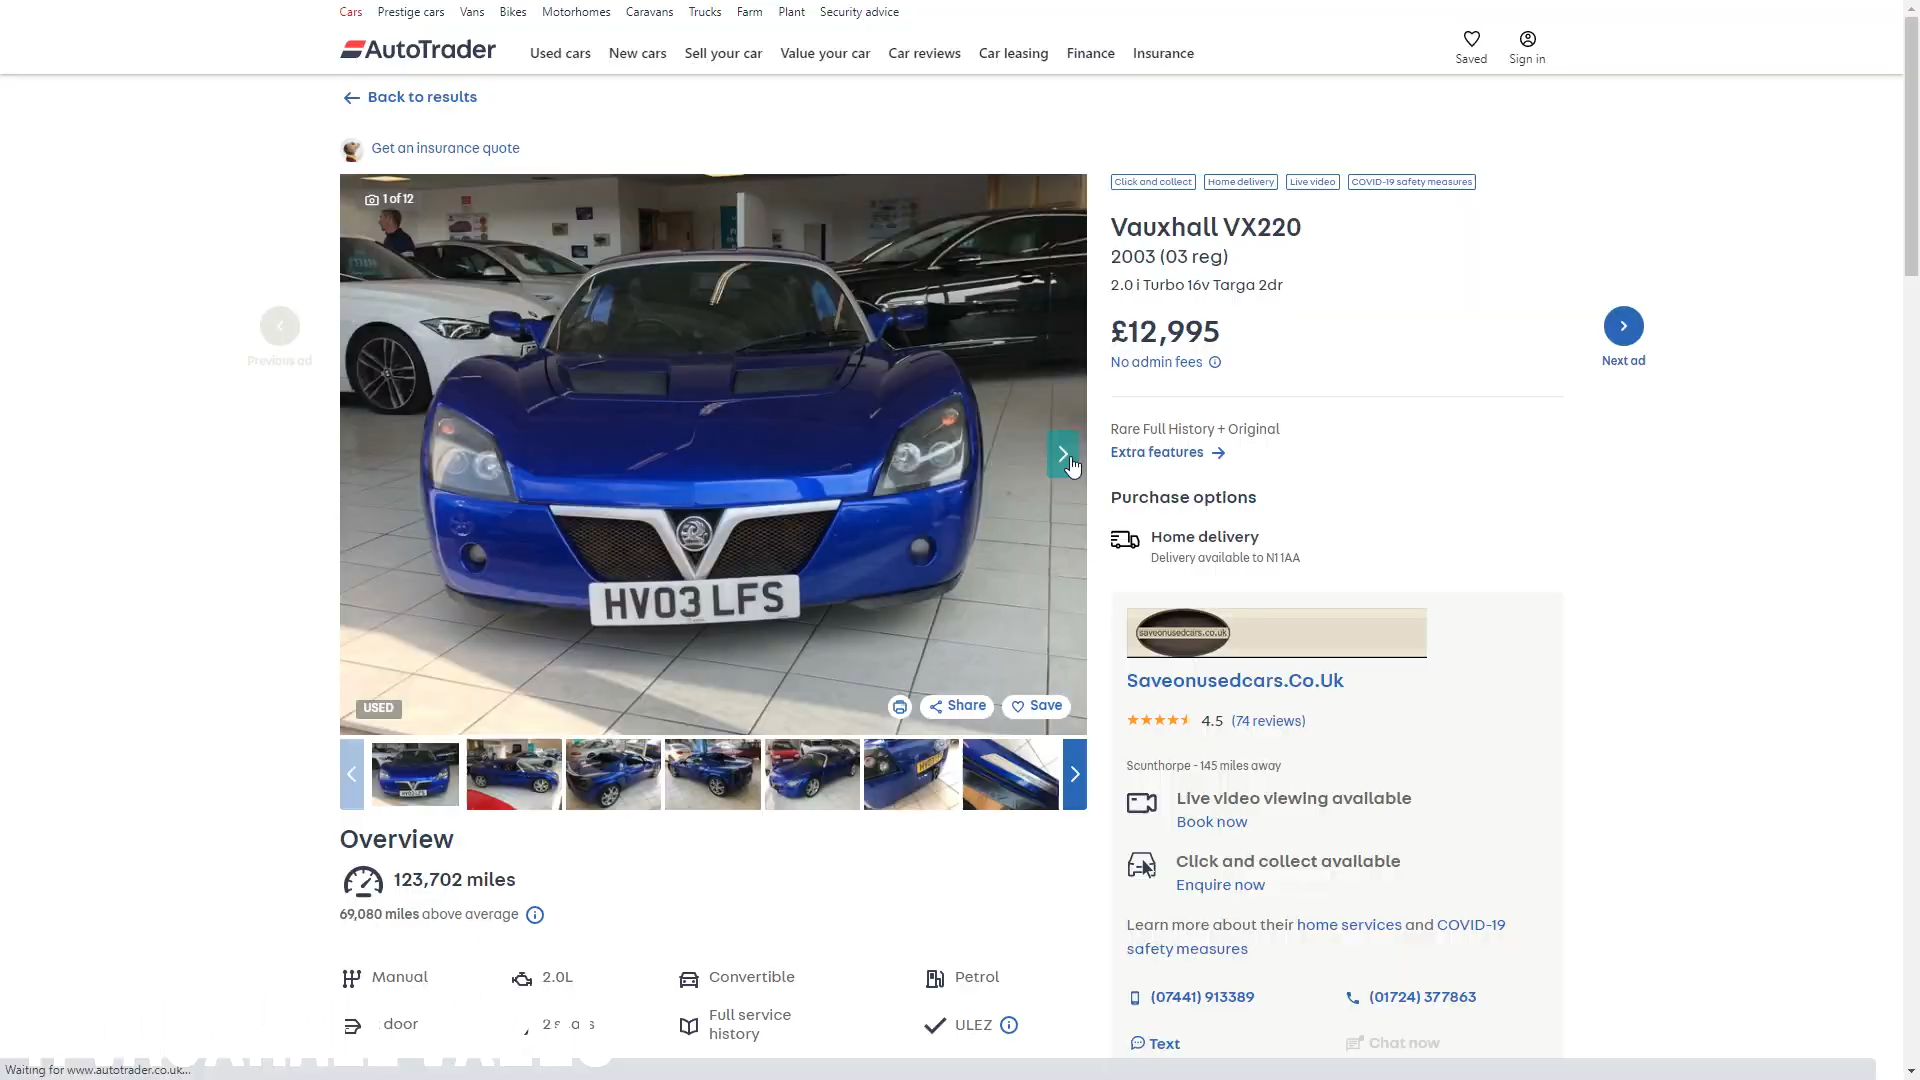 Cars Prestige cars Vans Bikes Motorhomes Caravans Trucks Farm Plant Security advice
AutoTrader
Used cars New cars Sell your car Value your car Car reviews Car leasing Finance Insurance
Saved Sign in
Back to results
Get an insurance quote
1 of 12
HV03 LFS
USED
Share Save
Previous ad
Click and collect Home delivery Live video COVID-19 safety measures
Vauxhall VX220
2003 (03 reg)
2.0 i Turbo 16v Targa 2dr
£12,995
No admin fees
Next ad
Rare Full History + Original
Extra features
Purchase options
Home delivery
Delivery available to N1 1AA
saveonusedcars.co.uk
Saveonusedcars.Co.Uk
4.5 (74 reviews)
Scunthorpe - 145 miles away
Live video viewing available
Book now
Click and collect available
Enquire now
Learn more about their home services and COVID-19
safety measures
(07441) 913389 (01724) 377863
Text Chat now
Overview
123,702 miles
69,080 miles above average
Manual 2.0L Convertible Petrol
door Full service
history
ULEZ
Waiting for www.autotrader.co.uk...